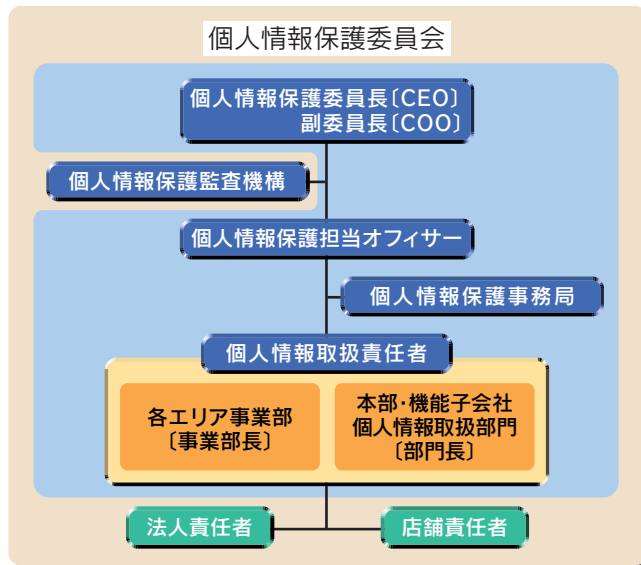 個人情報保護委員会
個人情報保護委員長〔CEO〕
副委員長〔COO〕
個人情報保護監査機構
個人情報保護担当オフィサー
個人情報保護事務局
個人情報取扱責任者
各エリア事業部
〔事業部長〕
本部・機能子会社
個人情報取扱部門
〔部門長〕
法人責任者
店舗責任者